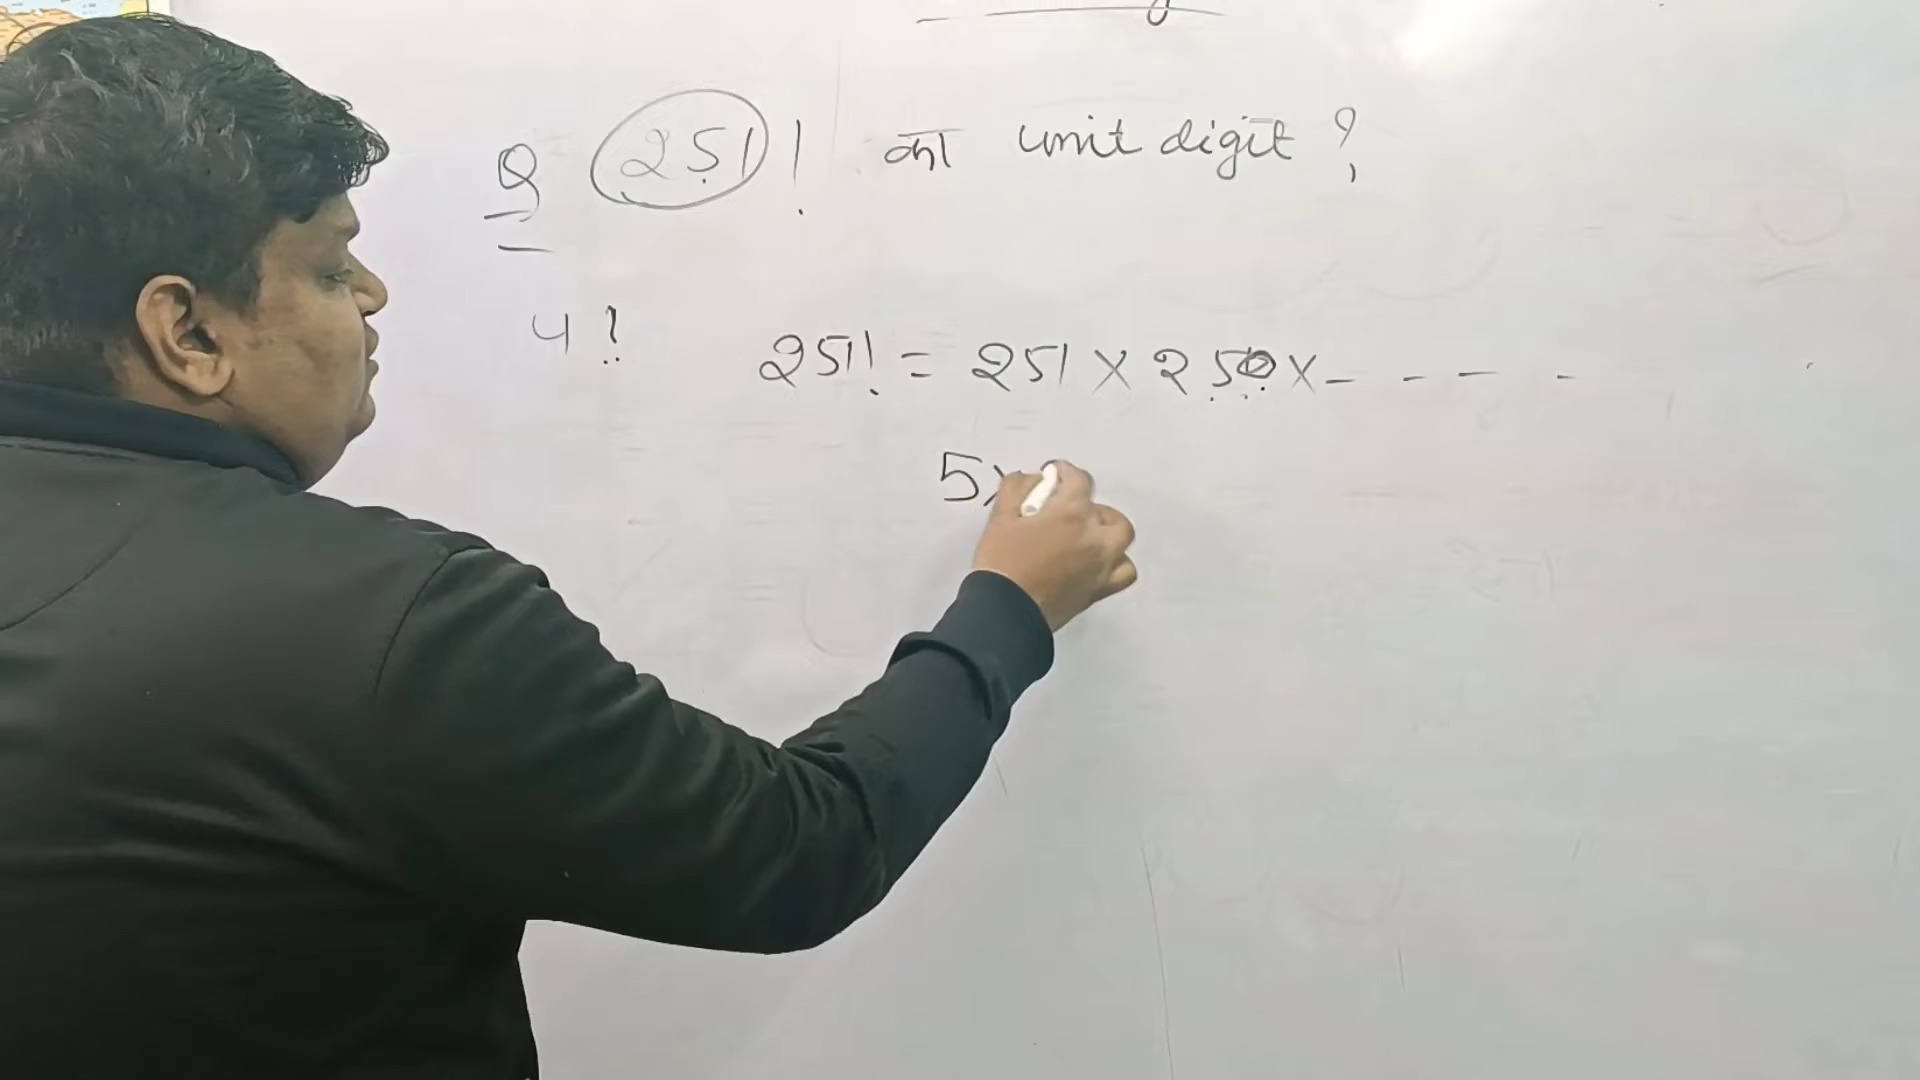 Q 251! का unit digit ?
4!
251! = 251 × 250 × - - - -
5×